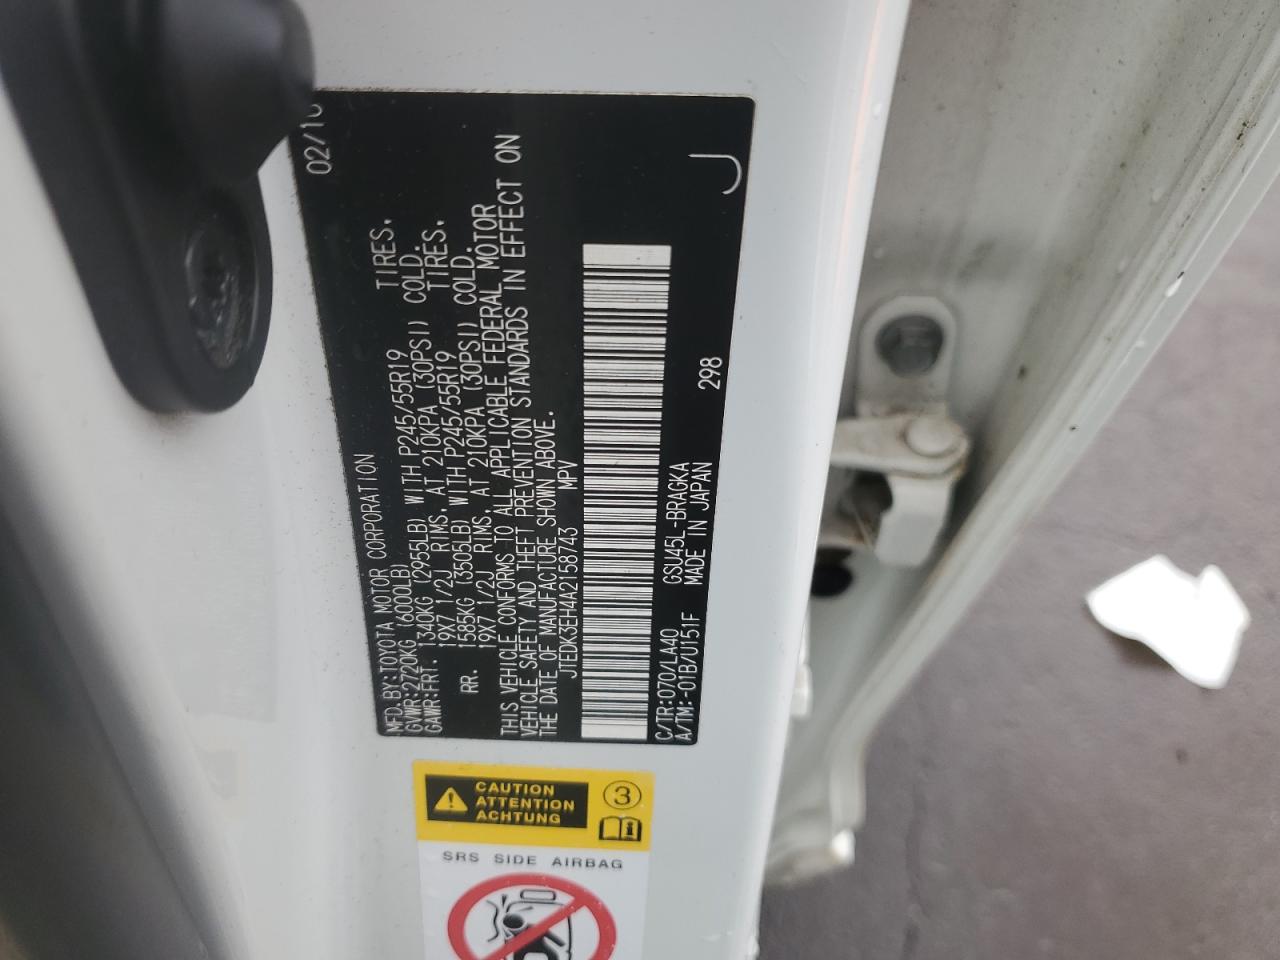 MFD.BY:TOYOTA MOTOR CORPORATION
GVWR:2720KG (6000LB)
GAWR:FRT. 1340KG (2955LB) WITH P245/55R19 TIRES.
19X7 1/2J RIMS, AT 210KPA (30PSI) COLD.
RR. 1585KG (3505LB) WITH P245/55R19 TIRES.
19X7 1/2J RIMS, AT 210KPA (30PSI) COLD.
THIS VEHICLE CONFORMS TO ALL APPLICABLE FEDERAL MOTOR
VEHICLE SAFETY AND THEFT PREVENTION STANDARDS IN EFFECT ON
THE DATE OF MANUFACTURE SHOWN ABOVE.
JTEDK3EH4A2158743 MPV
C/TR:070/LA40 GSU45L-BRAGKA 298
A/TM:-01B/U151F MADE IN JAPAN
J
CAUTION
ATTENTION
ACHTUNG
3
SRS SIDE AIRBAG